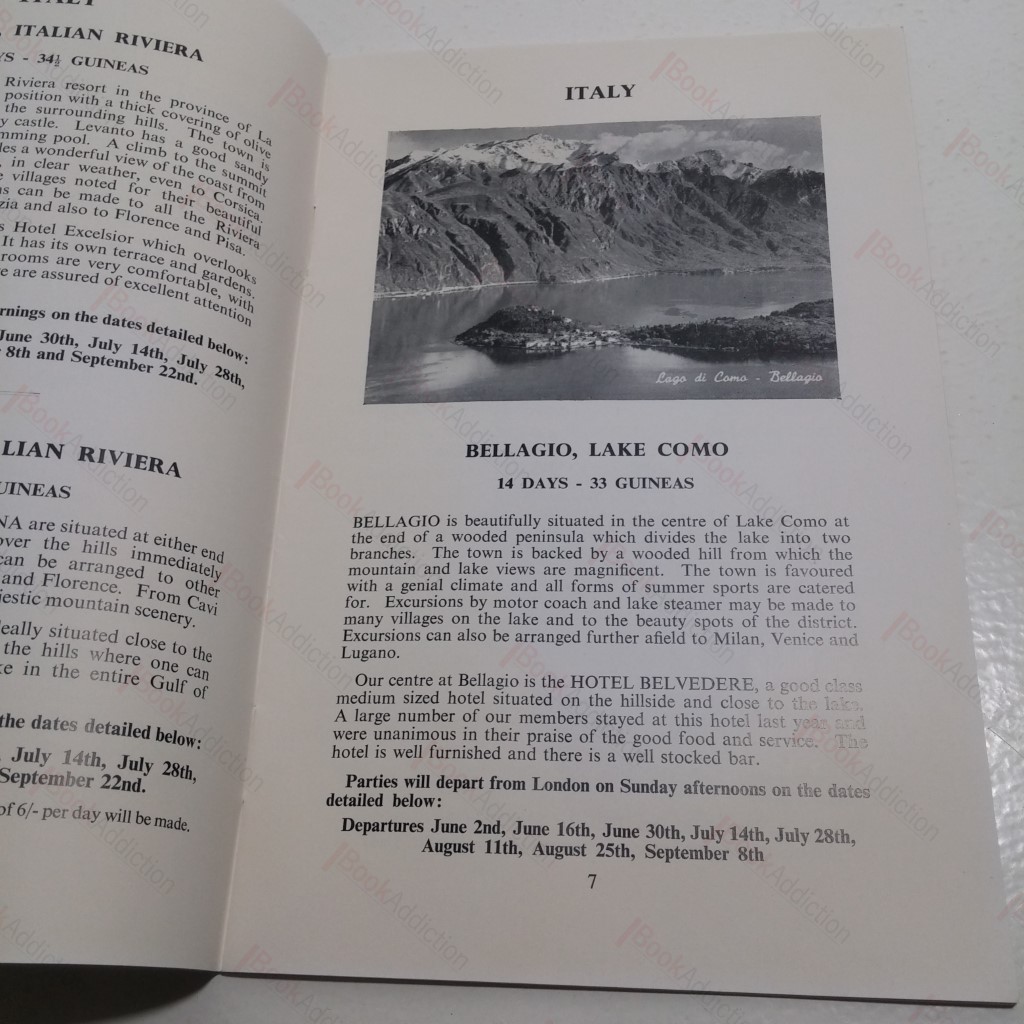 ITALY
, ITALIAN RIVIERA
YS - 34½ GUINEAS
Riviera resort in the province of La
position with a thick covering of olive
the surrounding hills. The town is
y castle. Levanto has a good sandy
mming pool. A climb to the summit
les a wonderful view of the coast from
, in clear weather, even to Corsica.
e villages noted for their beautiful
ns can be made to all the Riviera
zia and also to Florence and Pisa.
s Hotel Excelsior which overlooks
It has its own terrace and gardens.
rooms are very comfortable, with
e are assured of excellent attention
rnings on the dates detailed below:
June 30th, July 14th, July 28th,
8th and September 22nd.
LIAN RIVIERA
UINEAS
NA are situated at either end
over the hills immediately
can be arranged to other
and Florence. From Cavi
jestic mountain scenery.
deally situated close to the
the hills where one can
ke in the entire Gulf of
the dates detailed below:
, July 14th, July 28th,
September 22nd.
of 6/- per day will be made.
ITALY
Lago di Como - Bellagio
BELLAGIO, LAKE COMO
14 DAYS - 33 GUINEAS
BELLAGIO is beautifully situated in the centre of Lake Como at
the end of a wooded peninsula which divides the lake into two
branches. The town is backed by a wooded hill from which the
mountain and lake views are magnificent. The town is favoured
with a genial climate and all forms of summer sports are catered
for. Excursions by motor coach and lake steamer may be made to
many villages on the lake and to the beauty spots of the district.
Excursions can also be arranged further afield to Milan, Venice and
Lugano.
Our centre at Bellagio is the HOTEL BELVEDERE, a good class
medium sized hotel situated on the hillside and close to the lake.
A large number of our members stayed at this hotel last year and
were unanimous in their praise of the good food and service. The
hotel is well furnished and there is a well stocked bar.
Parties will depart from London on Sunday afternoons on the dates
detailed below:
Departures June 2nd, June 16th, June 30th, July 14th, July 28th,
August 11th, August 25th, September 8th
7
BookAddiction